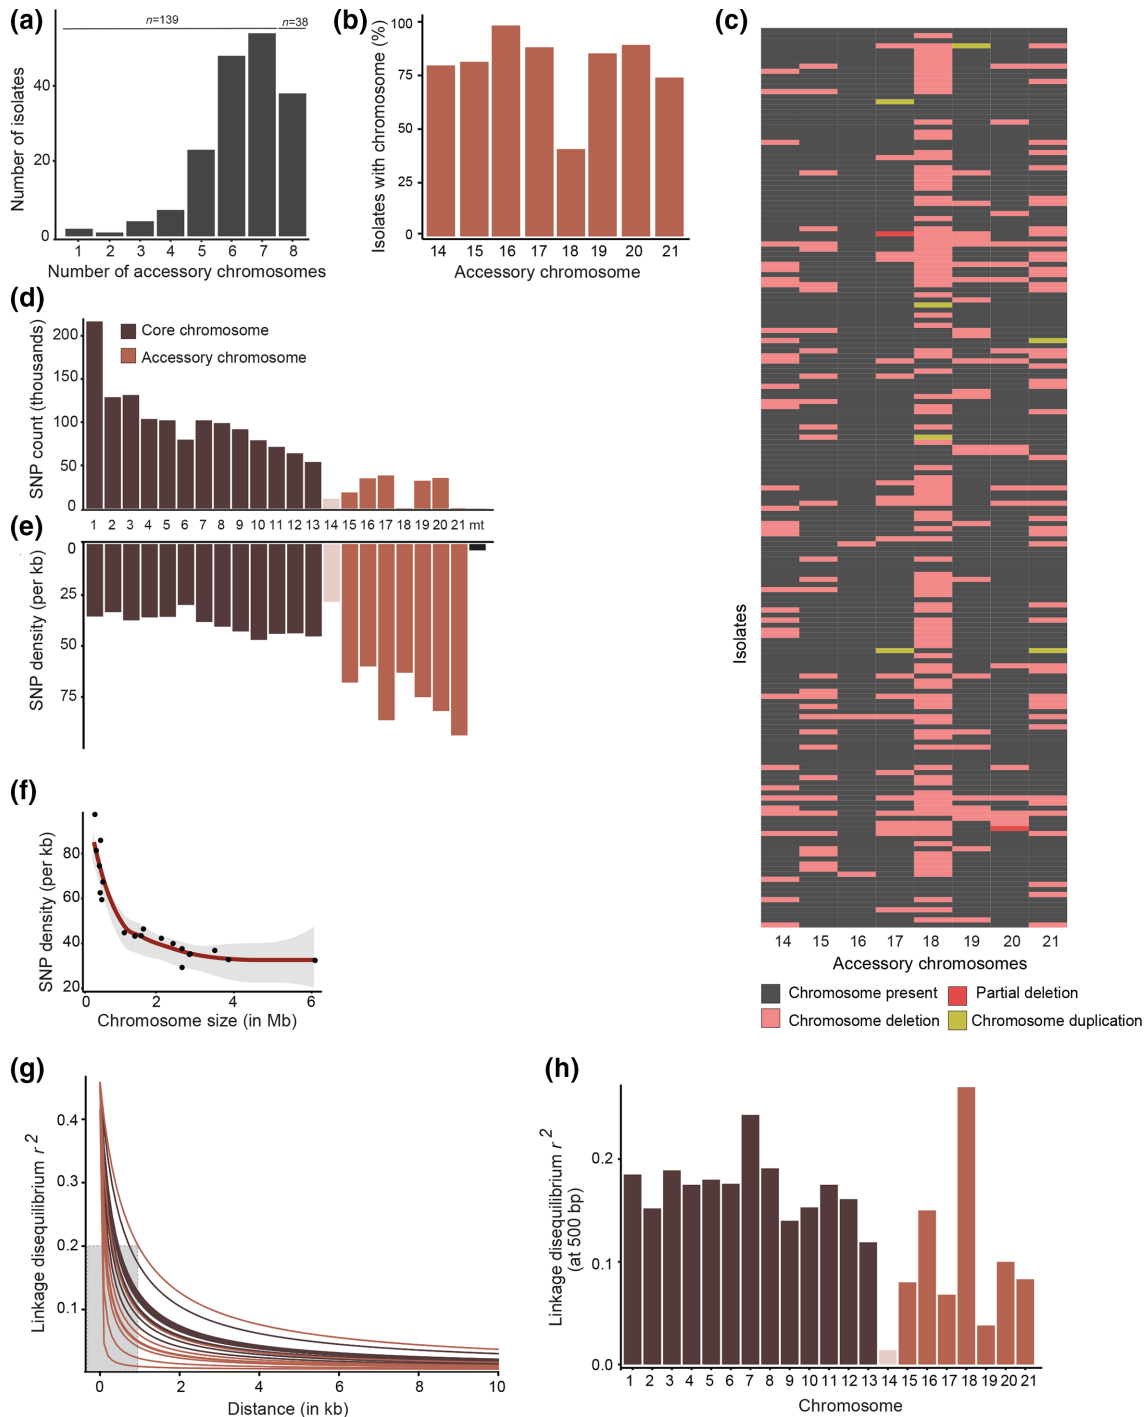 (a)
n=139
n=38
Number of isolates
40
20
0
1 2 3 4 5 6 7 8
Number of accessory chromosomes
(b)
Isolates with chromosome (%)
100
75
50
25
0
14 15 16 17 18 19 20 21
Accessory chromosome
(c)
Isolates
14 15 16 17 18 19 20 21
Accessory chromosomes
Chromosome present
Partial deletion
Chromosome deletion
Chromosome duplication
(d)
SNP count (thousands)
200
150
100
50
0
Core chromosome
Accessory chromosome
1 2 3 4 5 6 7 8 9 10 11 12 13 14 15 16 17 18 19 20 21 mt
(e)
SNP density (per kb)
0
25
50
75
(f)
SNP density (per kb)
80
60
40
20
0 2 4 6
Chromosome size (in Mb)
(g)
Linkage disequilibrium r 2
0.4
0.3
0.2
0.1
0 2 4 6 8 10
Distance (in kb)
(h)
Linkage disequilibrium r 2
(at 500 bp)
0.2
0.1
0.0
1 2 3 4 5 6 7 8 9 10 11 12 13 14 15 16 17 18 19 20 21
Chromosome